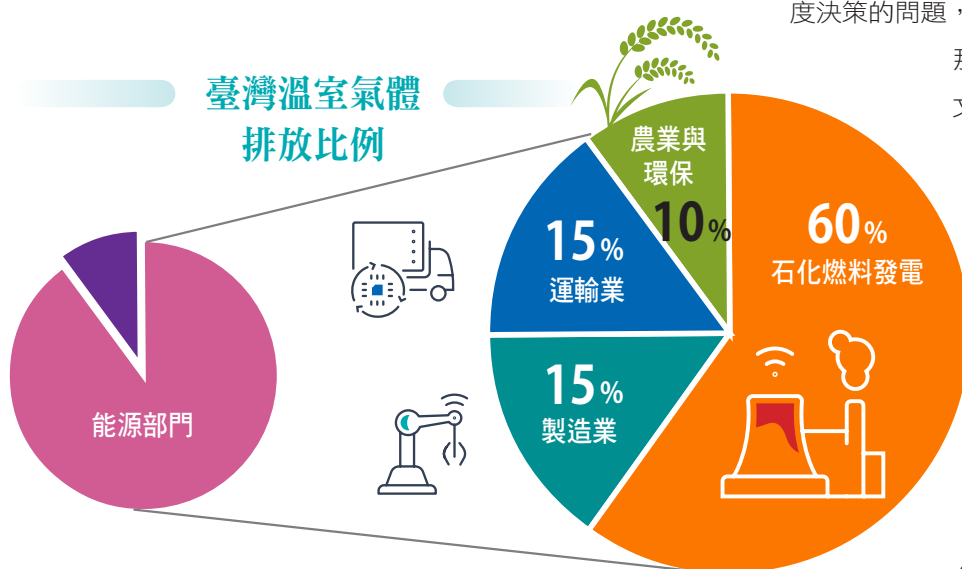 度決策的問題，
臺灣溫室氣體
排放比例
農業與
環保
10%
60%
石化燃料發電
15%
運輸業
15%
製造業
能源部門